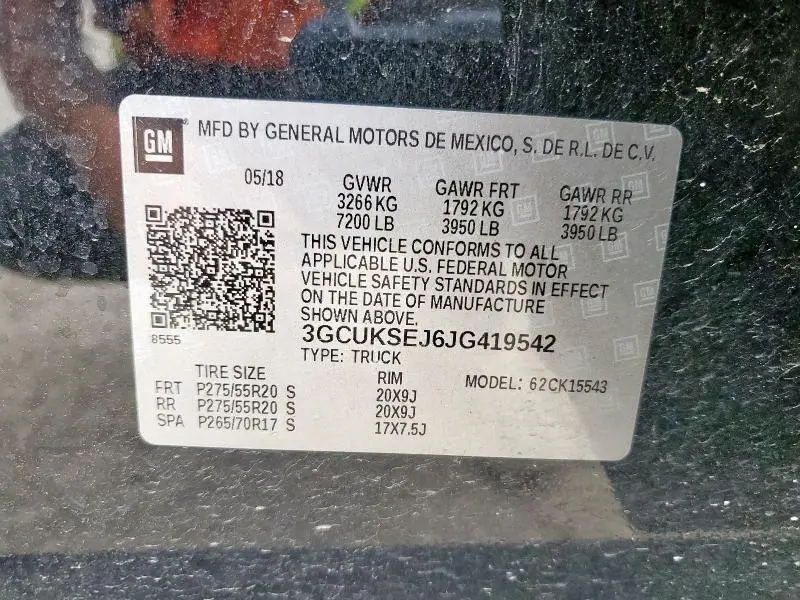 GM MFD BY GENERAL MOTORS DE MEXICO, S. DE R.L. DE C.V.
05/18 GVWR GAWR FRT GAWR RR
3266 KG 1792 KG 1792 KG
7200 LB 3950 LB 3950 LB
THIS VEHICLE CONFORMS TO ALL
APPLICABLE U.S. FEDERAL MOTOR
VEHICLE SAFETY STANDARDS IN EFFECT
ON THE DATE OF MANUFACTURE
SHOWN ABOVE.
8555 3GCUKSEJ6JG419542
TYPE: TRUCK
TIRE SIZE RIM MODEL: 62CK15543
FRT P275/55R20 S 20X9J
RR P275/55R20 S 20X9J
SPA P265/70R17 S 17X7.5J